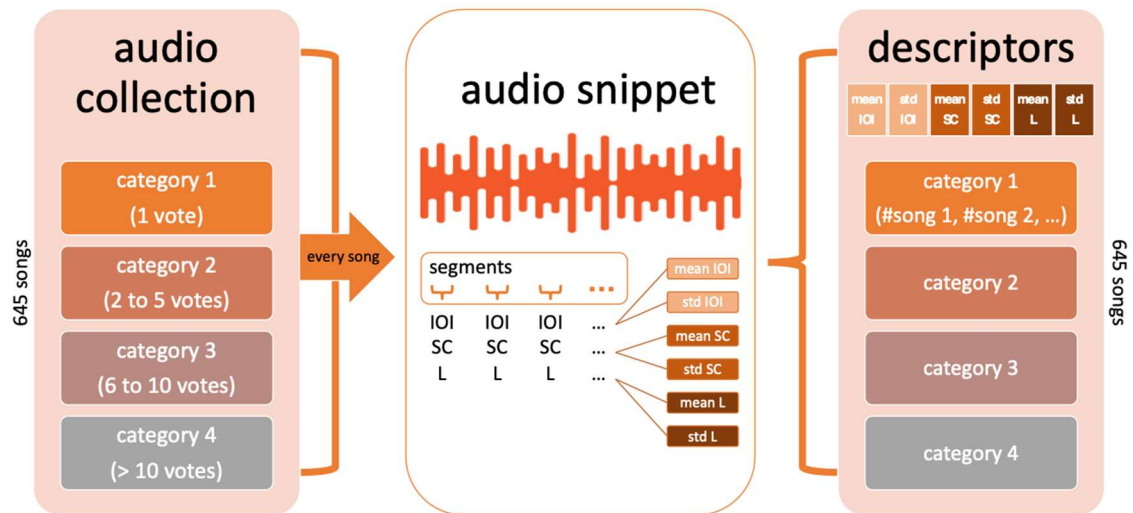 audio
collection
category 1
(1 vote)
category 2
(2 to 5 votes)
category 3
(6 to 10 votes)
category 4
(> 10 votes)
645 songs
every song
audio snippet
segments
...
IOI IOI IOI ...
SC SC SC ...
L L L ...
mean IOI
std IOI
mean SC
std SC
mean L
std L
descriptors
mean std mean std mean std
IOI IOI SC SC L L
category 1
(#song 1, #song 2, ...)
category 2
category 3
category 4
645 songs